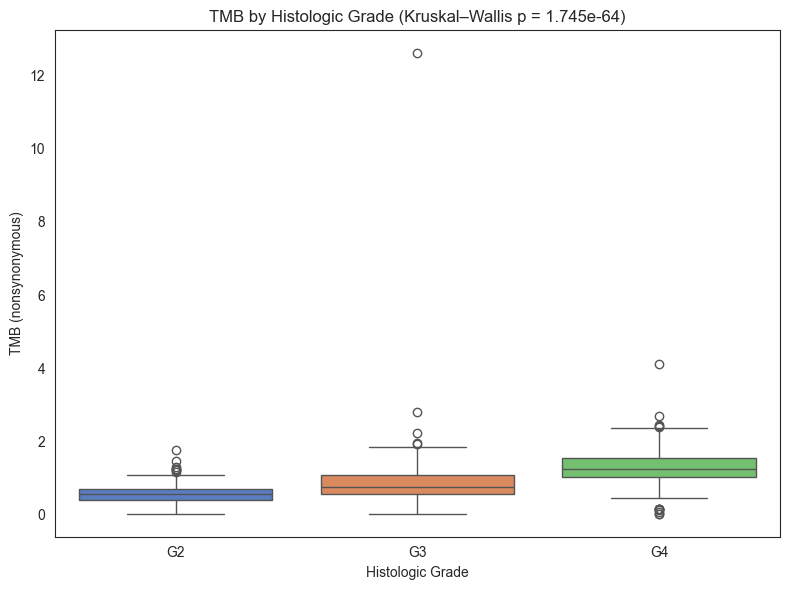 TMB by Histologic Grade (Kruskal–Wallis p = 1.745e-64)
TMB (nonsynonymous)
12
10
8
6
4
2
0
G2 G3 G4
Histologic Grade